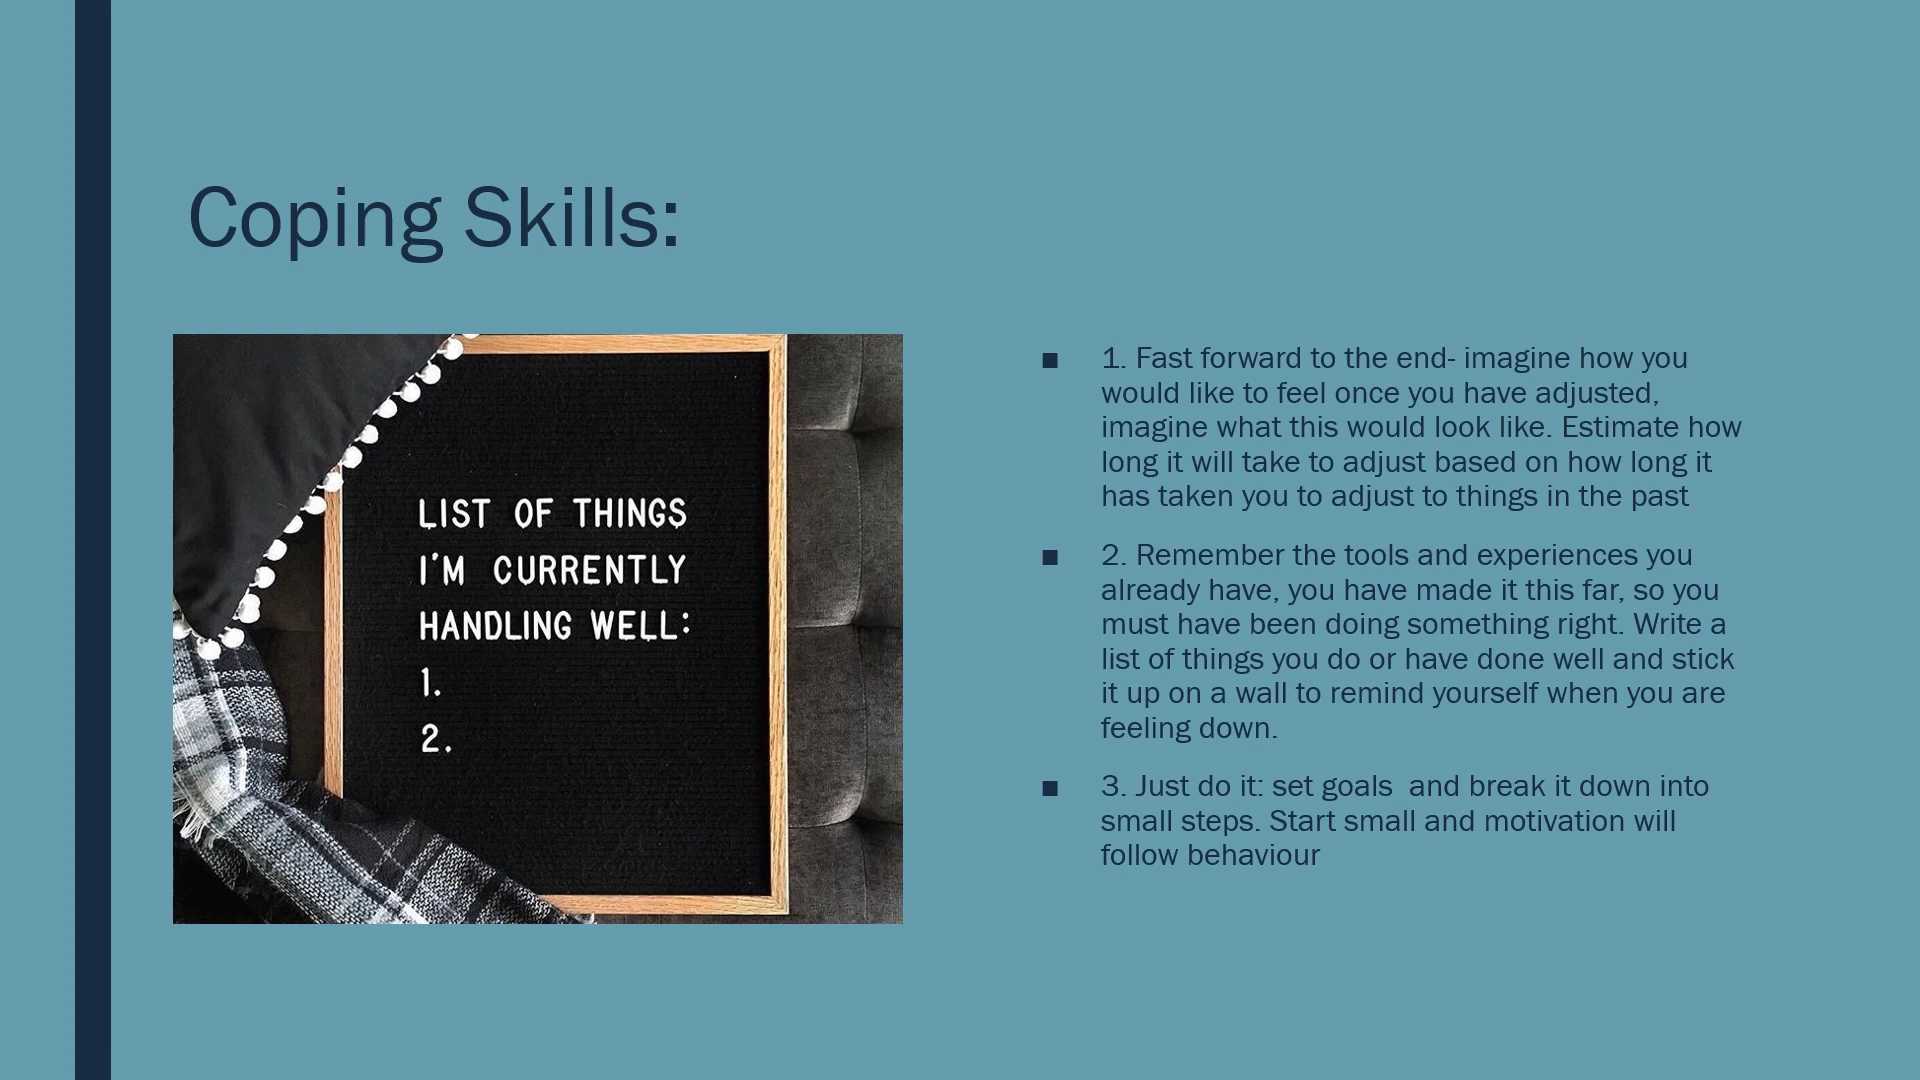 Coping Skills:
LIST OF THINGS
I'M CURRENTLY
HANDLING WELL:
1.
2.
■ 1. Fast forward to the end- imagine how you
would like to feel once you have adjusted,
imagine what this would look like. Estimate how
long it will take to adjust based on how long it
has taken you to adjust to things in the past
■ 2. Remember the tools and experiences you
already have, you have made it this far, so you
must have been doing something right. Write a
list of things you do or have done well and stick
it up on a wall to remind yourself when you are
feeling down.
■ 3. Just do it: set goals  and break it down into
small steps. Start small and motivation will
follow behaviour